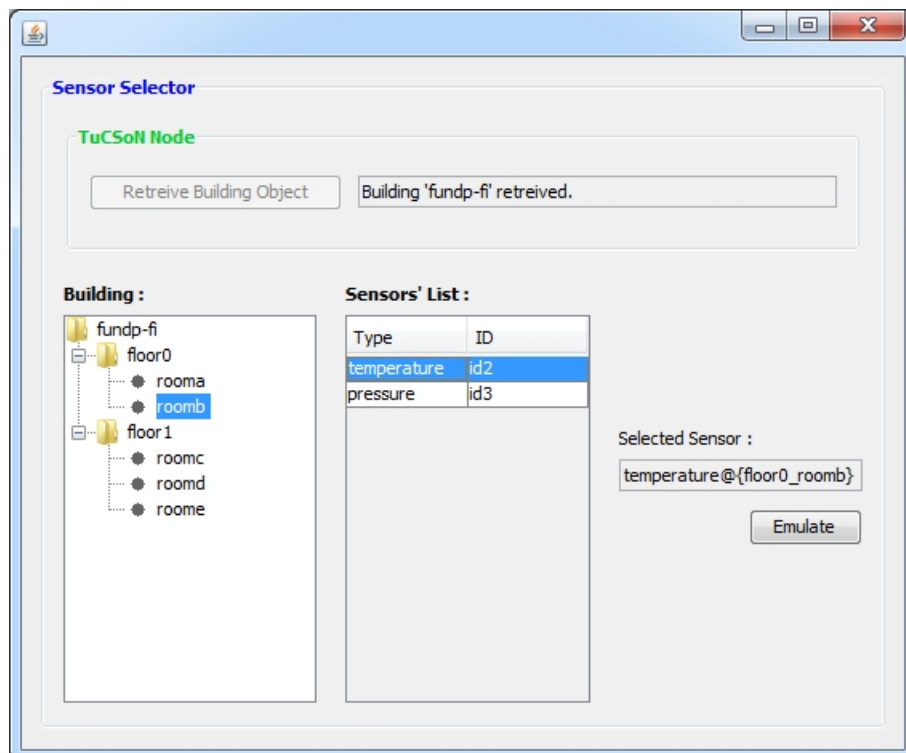 Sensor Selector
TuCSoN Node
Retreive Building Object
Building 'fundp-fi' retreived.
Building :
fundp-fi
floor0
rooma
roomb
floor1
roomc
roomd
roome
Sensors' List :
Type ID
temperature id2
pressure id3
Selected Sensor :
temperature@{floor0_roomb}
Emulate